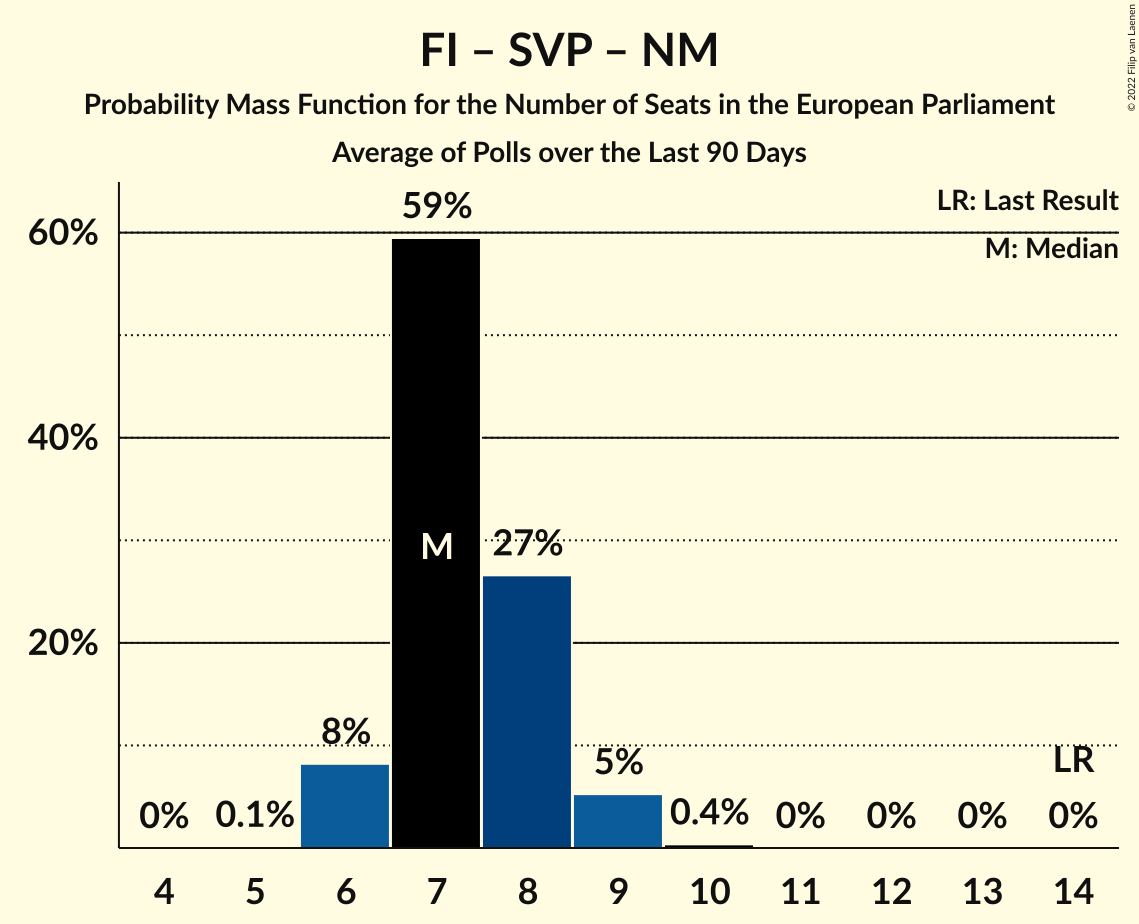 FI – SVP – NM
Probability Mass Function for the Number of Seats in the European Parliament
Average of Polls over the Last 90 Days
© 2022 Filip van Laenen
LR: Last Result
M: Median
60%
40%
20%
0%
0.1%
8%
59%
M
27%
5%
0.4%
0%
0%
0%
LR
0%
4 5 6 7 8 9 10 11 12 13 14